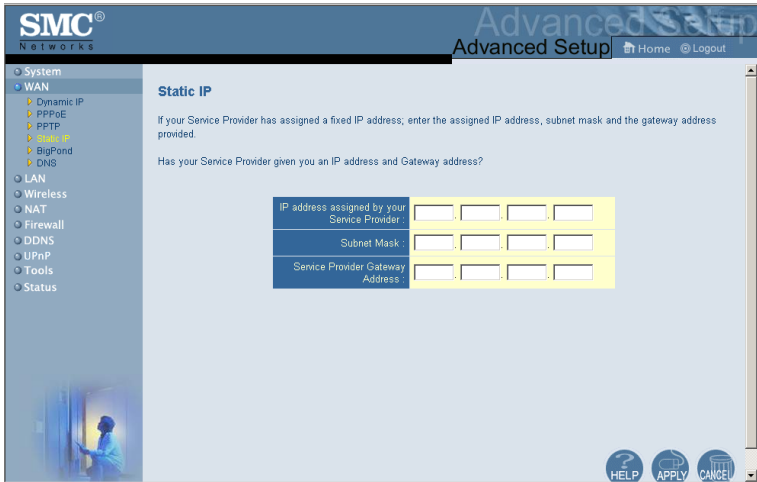 SMC®
Networks
Advanced Setup
Advanced Setup
Home
Logout
System
WAN
Dynamic IP
PPPoE
PPTP
Static IP
BigPond
DNS
LAN
Wireless
NAT
Firewall
DDNS
UPnP
Tools
Status
Static IP
If your Service Provider has assigned a fixed IP address; enter the assigned IP address, subnet mask and the gateway address
provided.
Has your Service Provider given you an IP address and Gateway address?
IP address assigned by your
Service Provider :
. . .
Subnet Mask :
. . .
Service Provider Gateway
Address :
. . .
HELP
APPLY
CANCEL